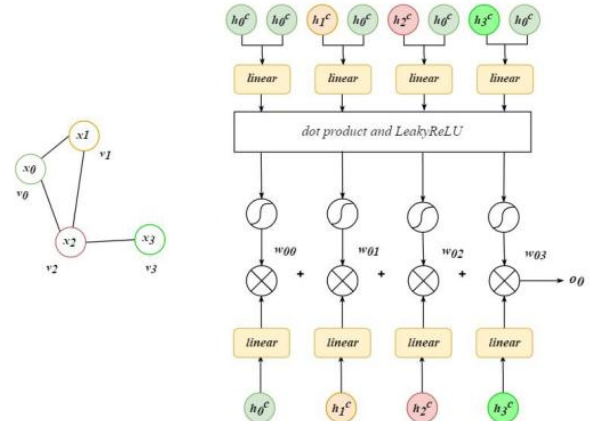 h0c h0c h1c h0c h2c h0c h3c h0c
linear linear linear linear
dot product and LeakyReLU
x1
v1
x0
v0
x2
v2
x3
v3
w00 w01 w02 w03
+ + +
o0
linear linear linear linear
h0c h1c h2c h3c